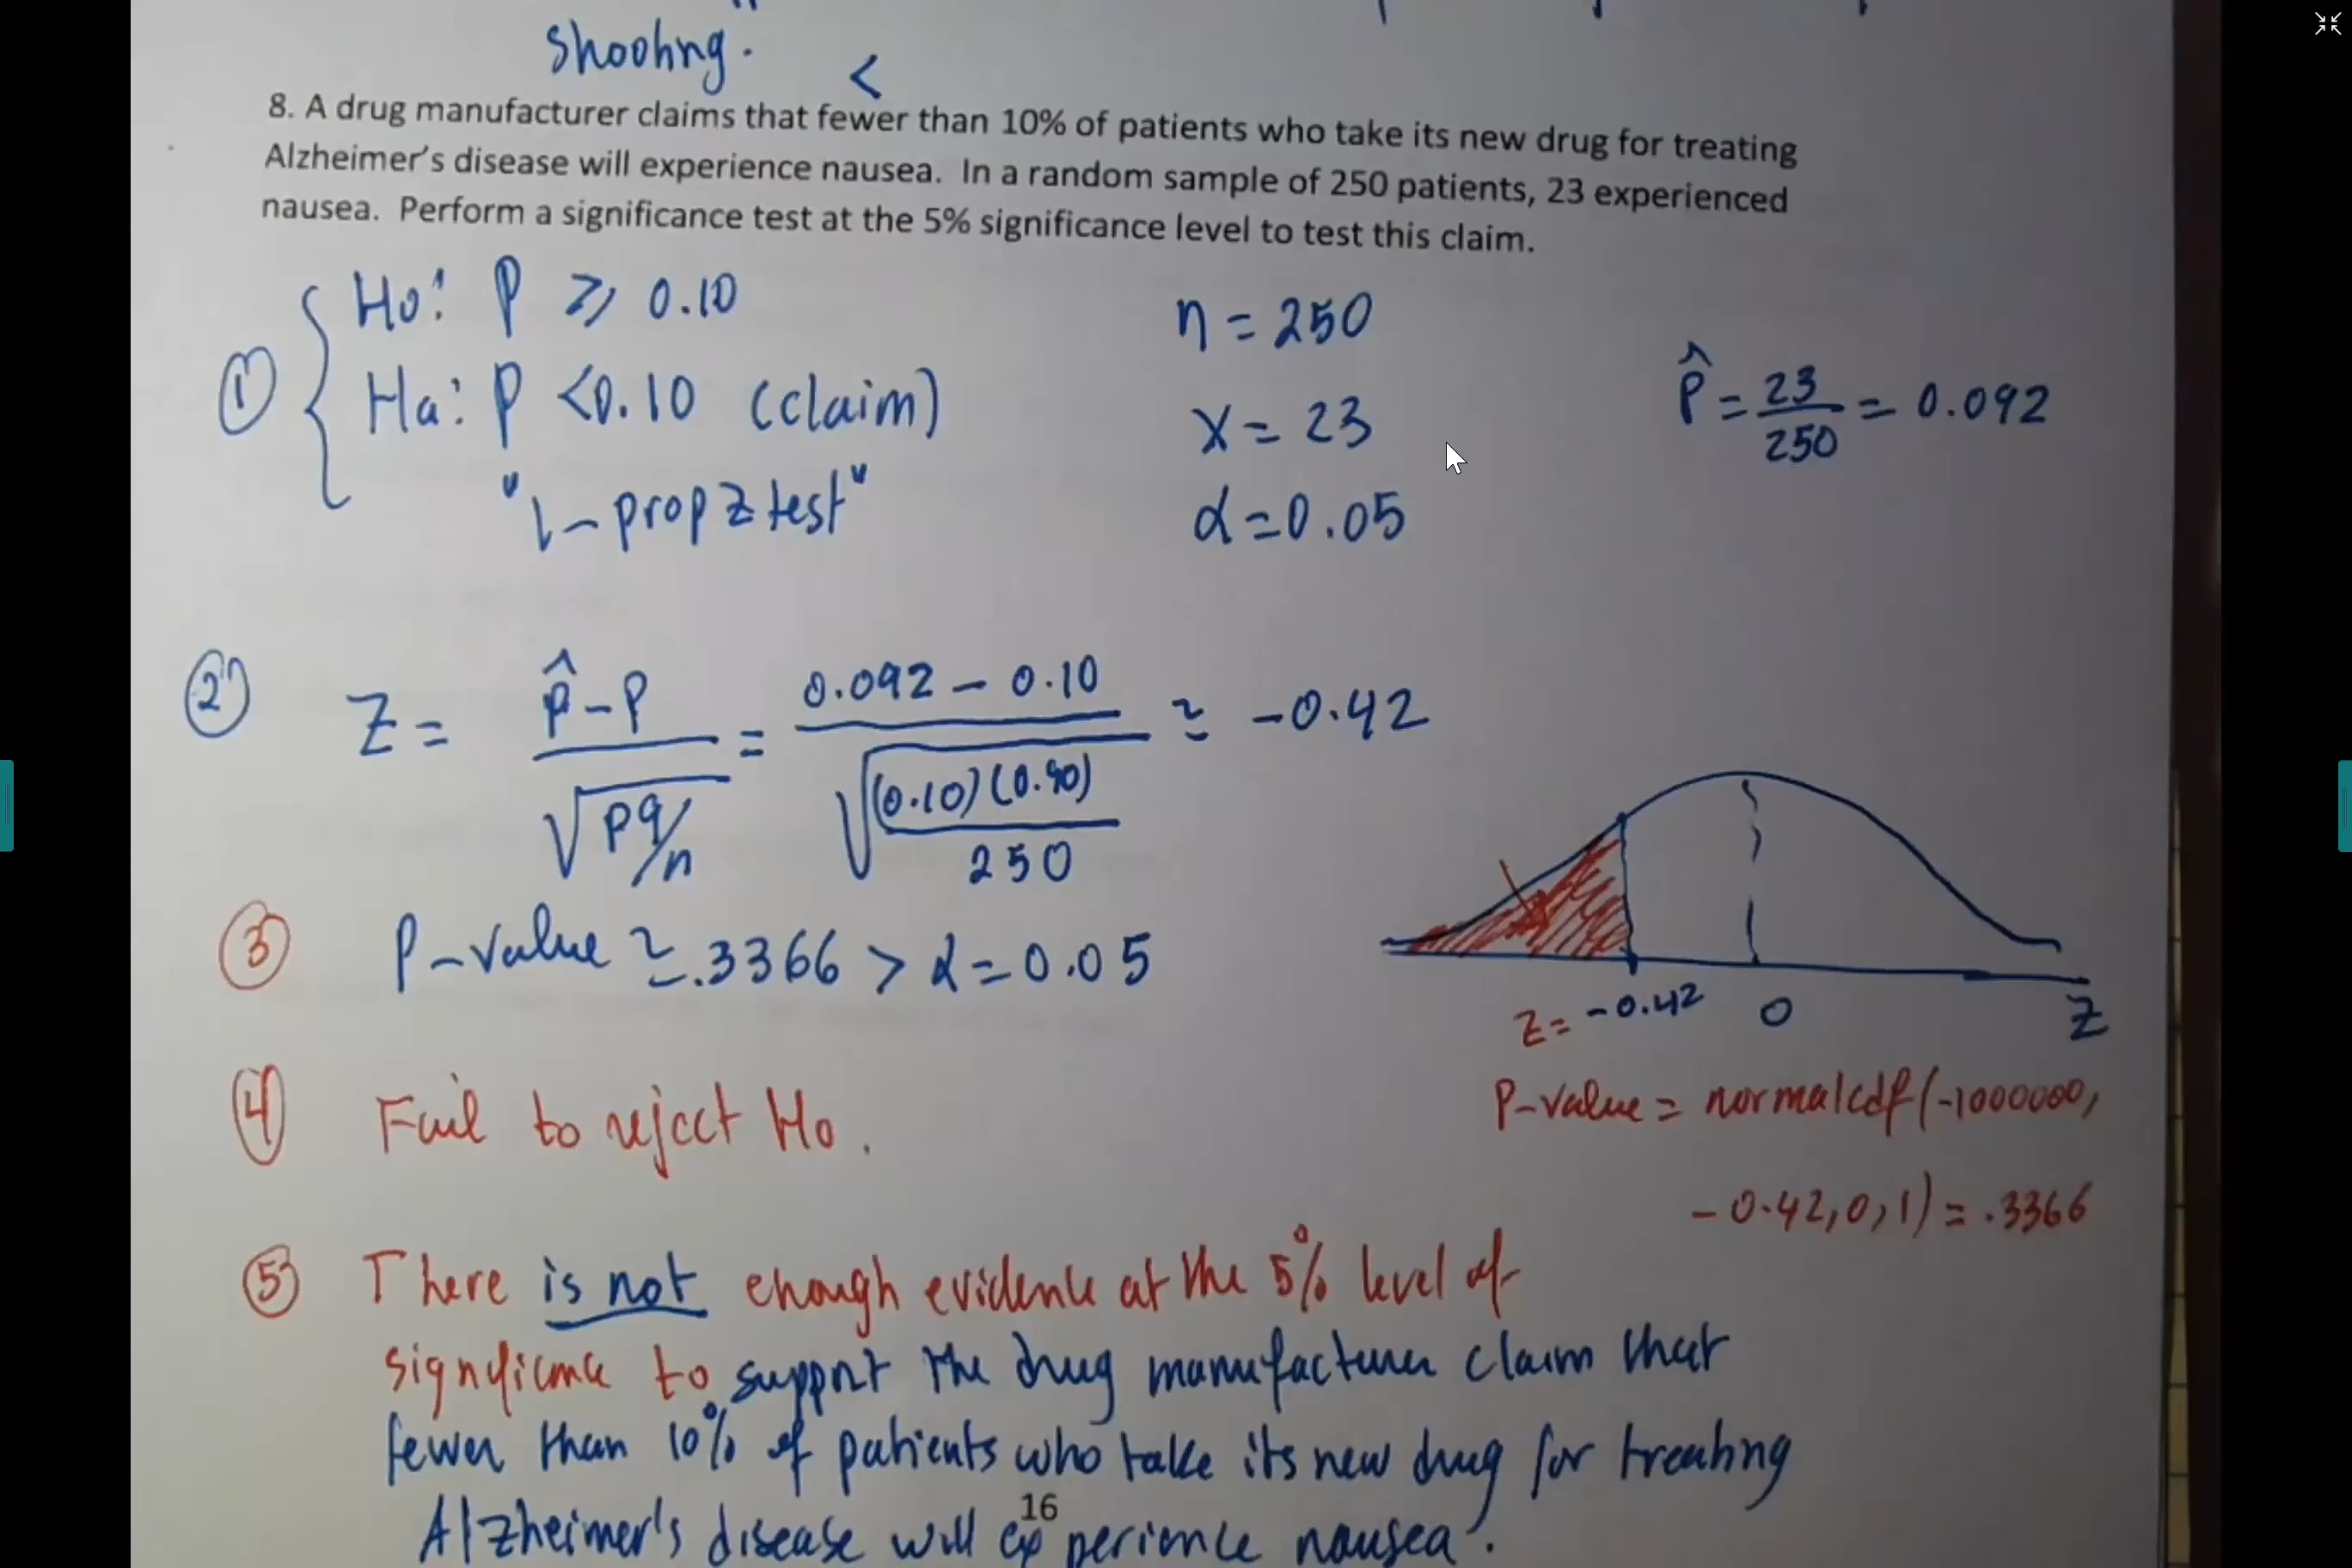 shooting."
<
8. A drug manufacturer claims that fewer than 10% of patients who take its new drug for treating
Alzheimer's disease will experience nausea. In a random sample of 250 patients, 23 experienced
nausea. Perform a significance test at the 5% significance level to test this claim.
① { Ho: P ≥ 0.10
Ha: P < 0.10 (claim)
"1-prop z test"
n = 250
x = 23
α = 0.05
p̂ = 23/250 = 0.092
② Z = (p̂ - P)/√(pq/n) = (0.092 - 0.10)/√((0.10)(0.90)/250) ≃ -0.42
③ P-value ≃ .3366 > α = 0.05
Z = -0.42 0 Z
④ Fail to reject Ho.
P-value = normalcdf(-1000000,
-0.42, 0, 1) = .3366
⑤ There is not enough evidence at the 5% level of
significance to support the drug manufacturer claim that
fewer than 10% of patients who take its new drug for treating
Alzheimer's disease will experience nausea.
16